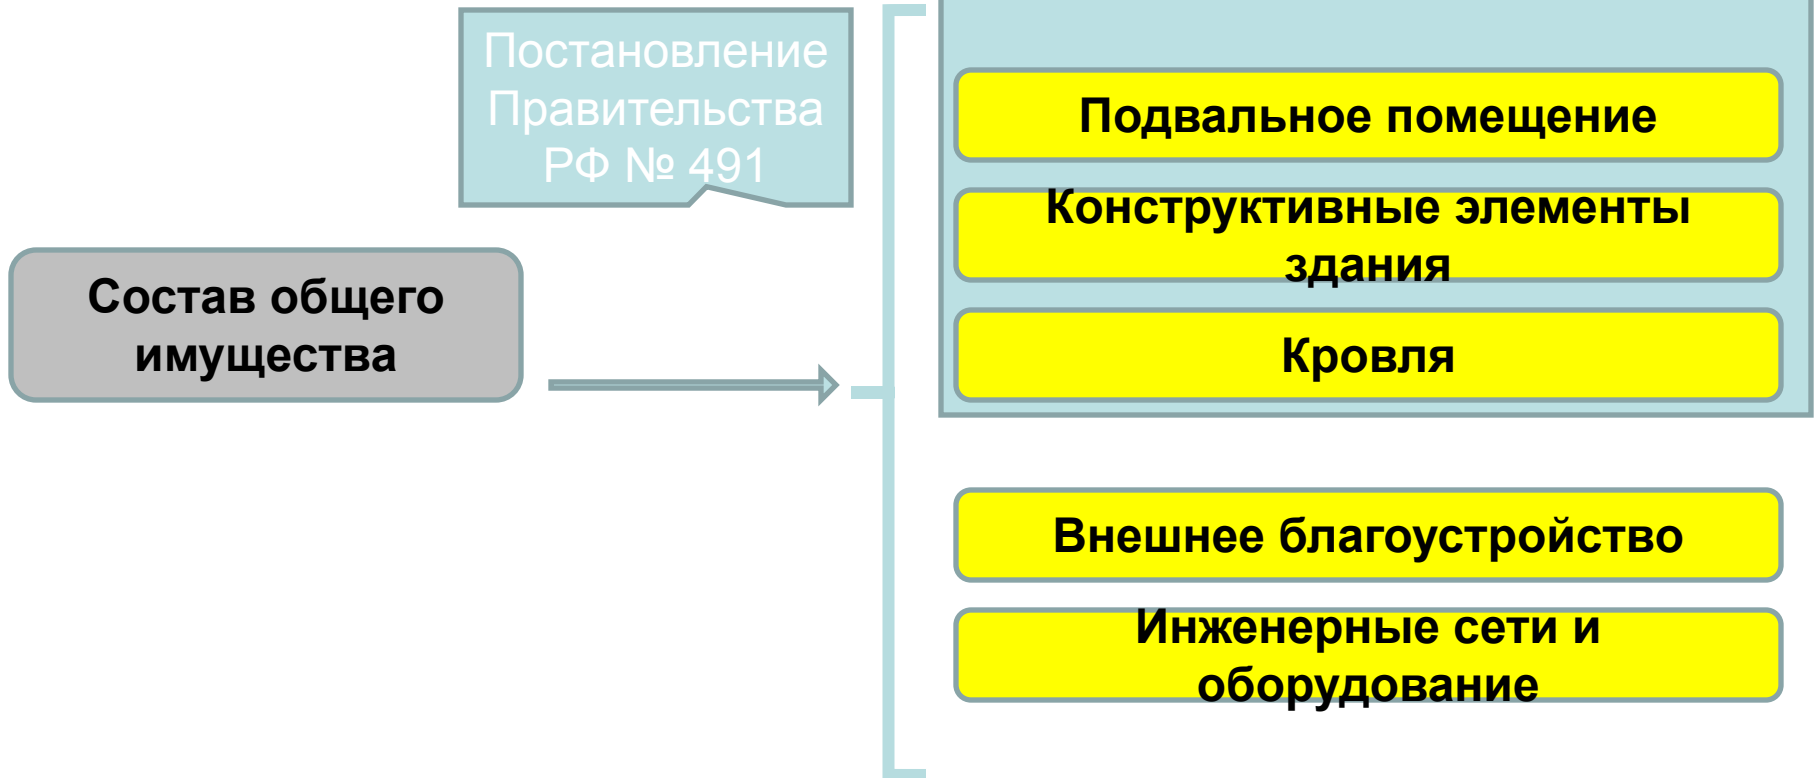 Постановление
Правительства
РФ № 491
Состав общего
имущества
Подвальное помещение
Конструктивные элементы
здания
Кровля
Внешнее благоустройство
Инженерные сети и
оборудование